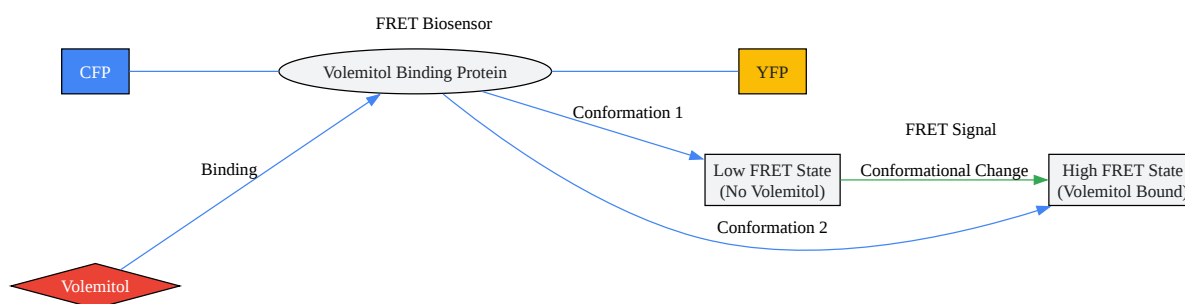 FRET Biosensor
CFP
Volemitol Binding Protein
YFP
Conformation 1
FRET Signal
Binding
Low FRET State
(No Volemitol)
Conformational Change
High FRET State
(Volemitol Bound)
Conformation 2
Volemitol